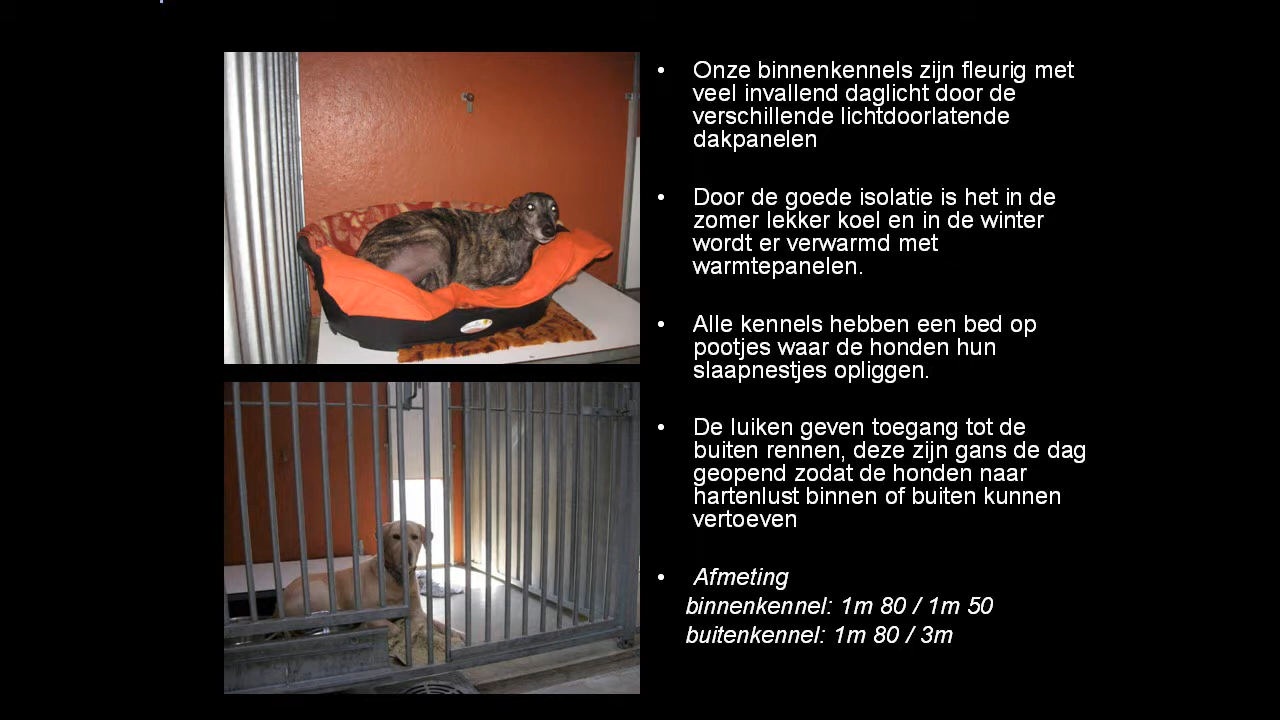 • Onze binnenkennels zijn fleurig met
veel invallend daglicht door de
verschillende lichtdoorlatende
dakpanelen
• Door de goede isolatie is het in de
zomer lekker koel en in de winter
wordt er verwarmd met
warmtepanelen.
• Alle kennels hebben een bed op
pootjes waar de honden hun
slaapnestjes opliggen.
• De luiken geven toegang tot de
buiten rennen, deze zijn gans de dag
geopend zodat de honden naar
hartenlust binnen of buiten kunnen
vertoeven
• Afmeting
binnenkennel: 1m 80 / 1m 50
buitenkennel: 1m 80 / 3m